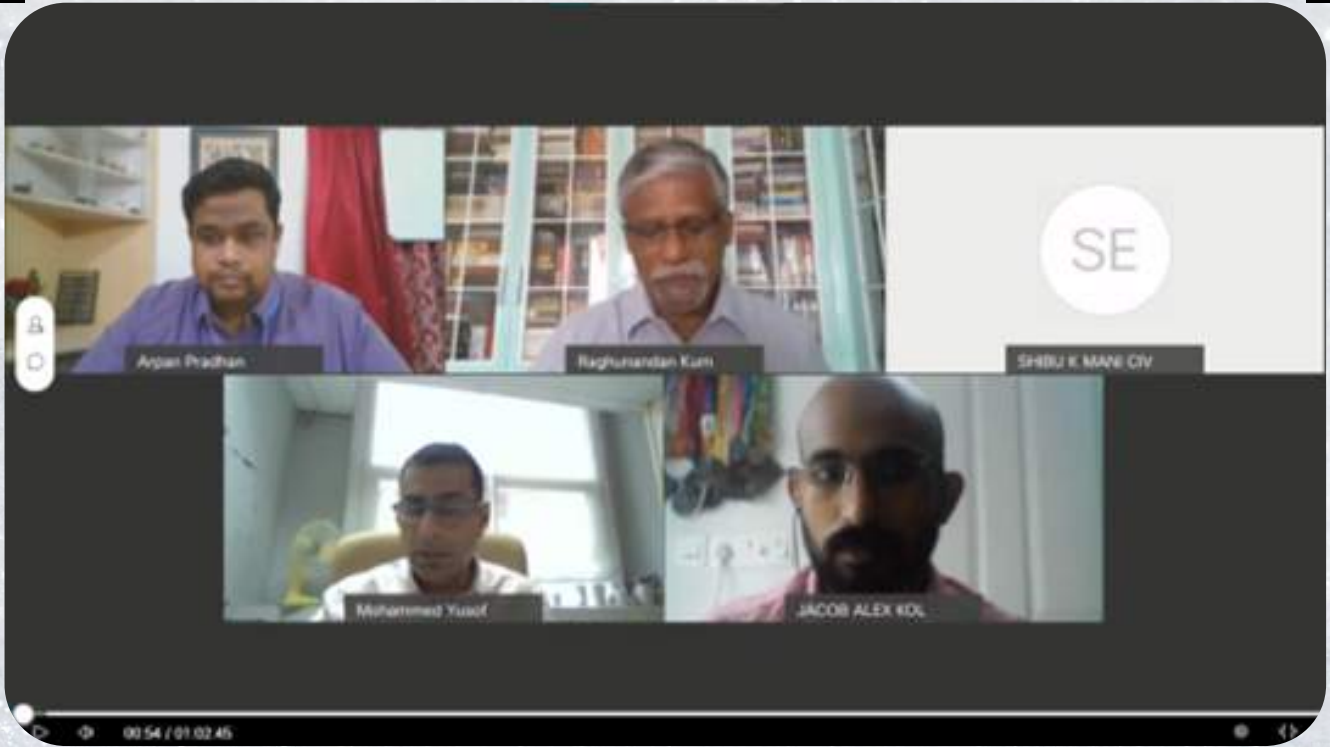 SE
Arpan Pradhan
Raghunandan Kum
SHIBU K MANI CIV
Mohammed Yusof
JACOB ALEX KOL
00:54 / 01:02:45